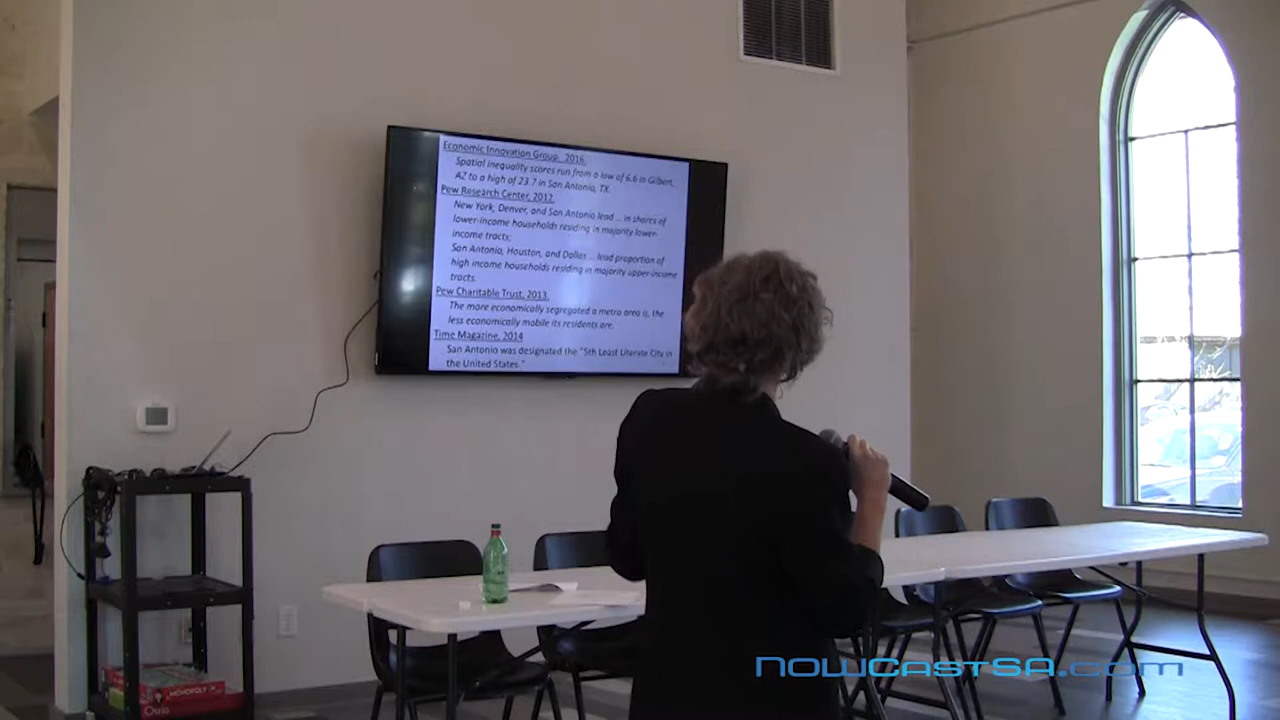 Economic Innovation Group, 2016.
Spatial inequality scores run from a low of 6.6 in Gilbert,
AZ to a high of 23.7 in San Antonio, TX.
Pew Research Center, 2012.
New York, Denver, and San Antonio lead … in shares of
lower-income households residing in majority lower-
income tracts;
San Antonio, Houston, and Dallas … lead proportion of
high income households residing in majority upper-income
tracts.
Pew Charitable Trust, 2013.
The more economically segregated a metro area is, the
less economically mobile its residents are.
Time Magazine, 2014
San Antonio was designated the "5th Least Literate City in
the United States."
MONOPOLY
NOWCASTSA.com